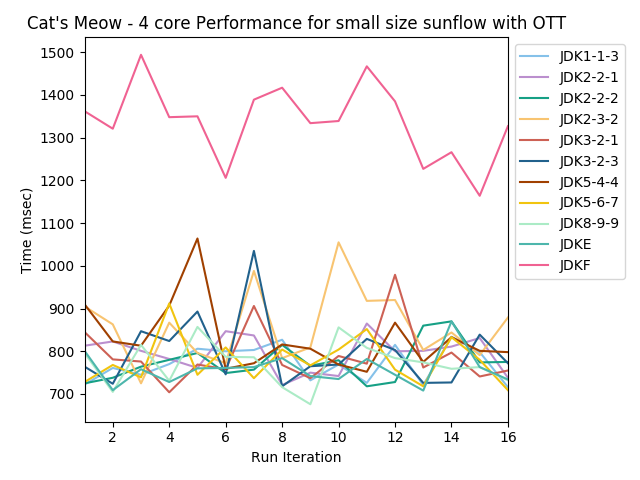 Cat's Meow - 4 core Performance for small size sunflow with OTT
Time (msec)
1500
1400
1300
1200
1100
1000
900
800
700
2 4 6 8 10 12 14 16
Run Iteration
JDK1-1-3
JDK2-2-1
JDK2-2-2
JDK2-3-2
JDK3-2-1
JDK3-2-3
JDK5-4-4
JDK5-6-7
JDK8-9-9
JDKE
JDKF